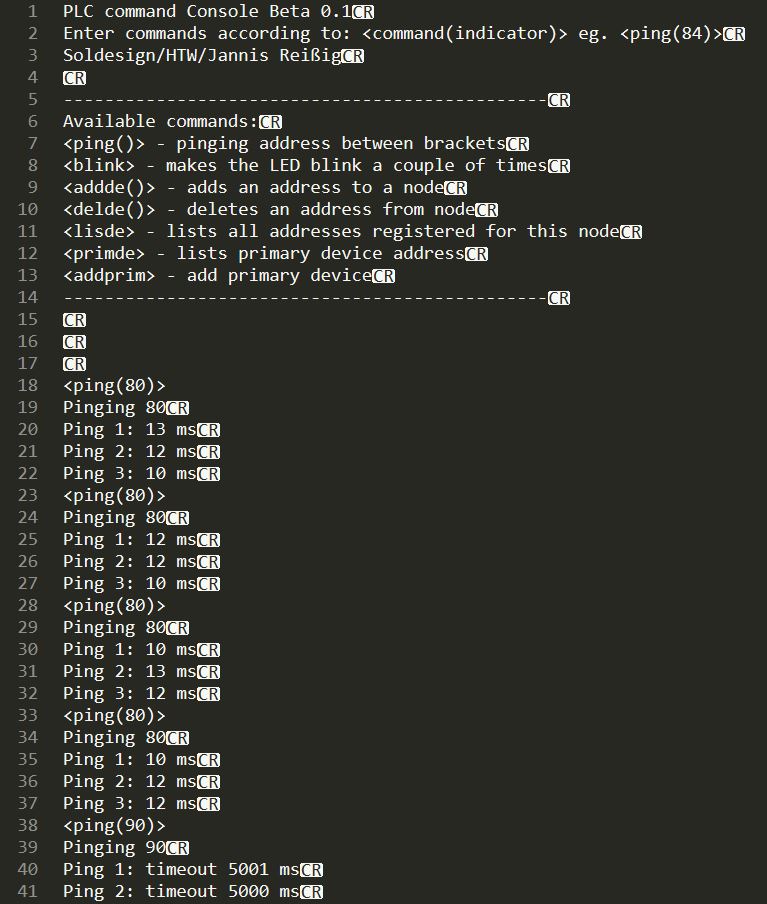 1 PLC command Console Beta 0.1CR
2 Enter commands according to: <command(indicator)> eg. <ping(84)>CR
3 Soldesign/HTW/Jannis ReißigCR
4 CR
5 -----------------------------------------------CR
6 Available commands:CR
7 <ping()> - pinging address between bracketsCR
8 <blink> - makes the LED blink a couple of timesCR
9 <addde()> - adds an address to a nodeCR
10 <delde()> - deletes an address from nodeCR
11 <lisde> - lists all addresses registered for this nodeCR
12 <primde> - lists primary device addressCR
13 <addprim> - add primary deviceCR
14 -----------------------------------------------CR
15 CR
16 CR
17 CR
18 <ping(80)>
19 Pinging 80CR
20 Ping 1: 13 msCR
21 Ping 2: 12 msCR
22 Ping 3: 10 msCR
23 <ping(80)>
24 Pinging 80CR
25 Ping 1: 12 msCR
26 Ping 2: 12 msCR
27 Ping 3: 10 msCR
28 <ping(80)>
29 Pinging 80CR
30 Ping 1: 10 msCR
31 Ping 2: 13 msCR
32 Ping 3: 12 msCR
33 <ping(80)>
34 Pinging 80CR
35 Ping 1: 10 msCR
36 Ping 2: 12 msCR
37 Ping 3: 12 msCR
38 <ping(90)>
39 Pinging 90CR
40 Ping 1: timeout 5001 msCR
41 Ping 2: timeout 5000 msCR